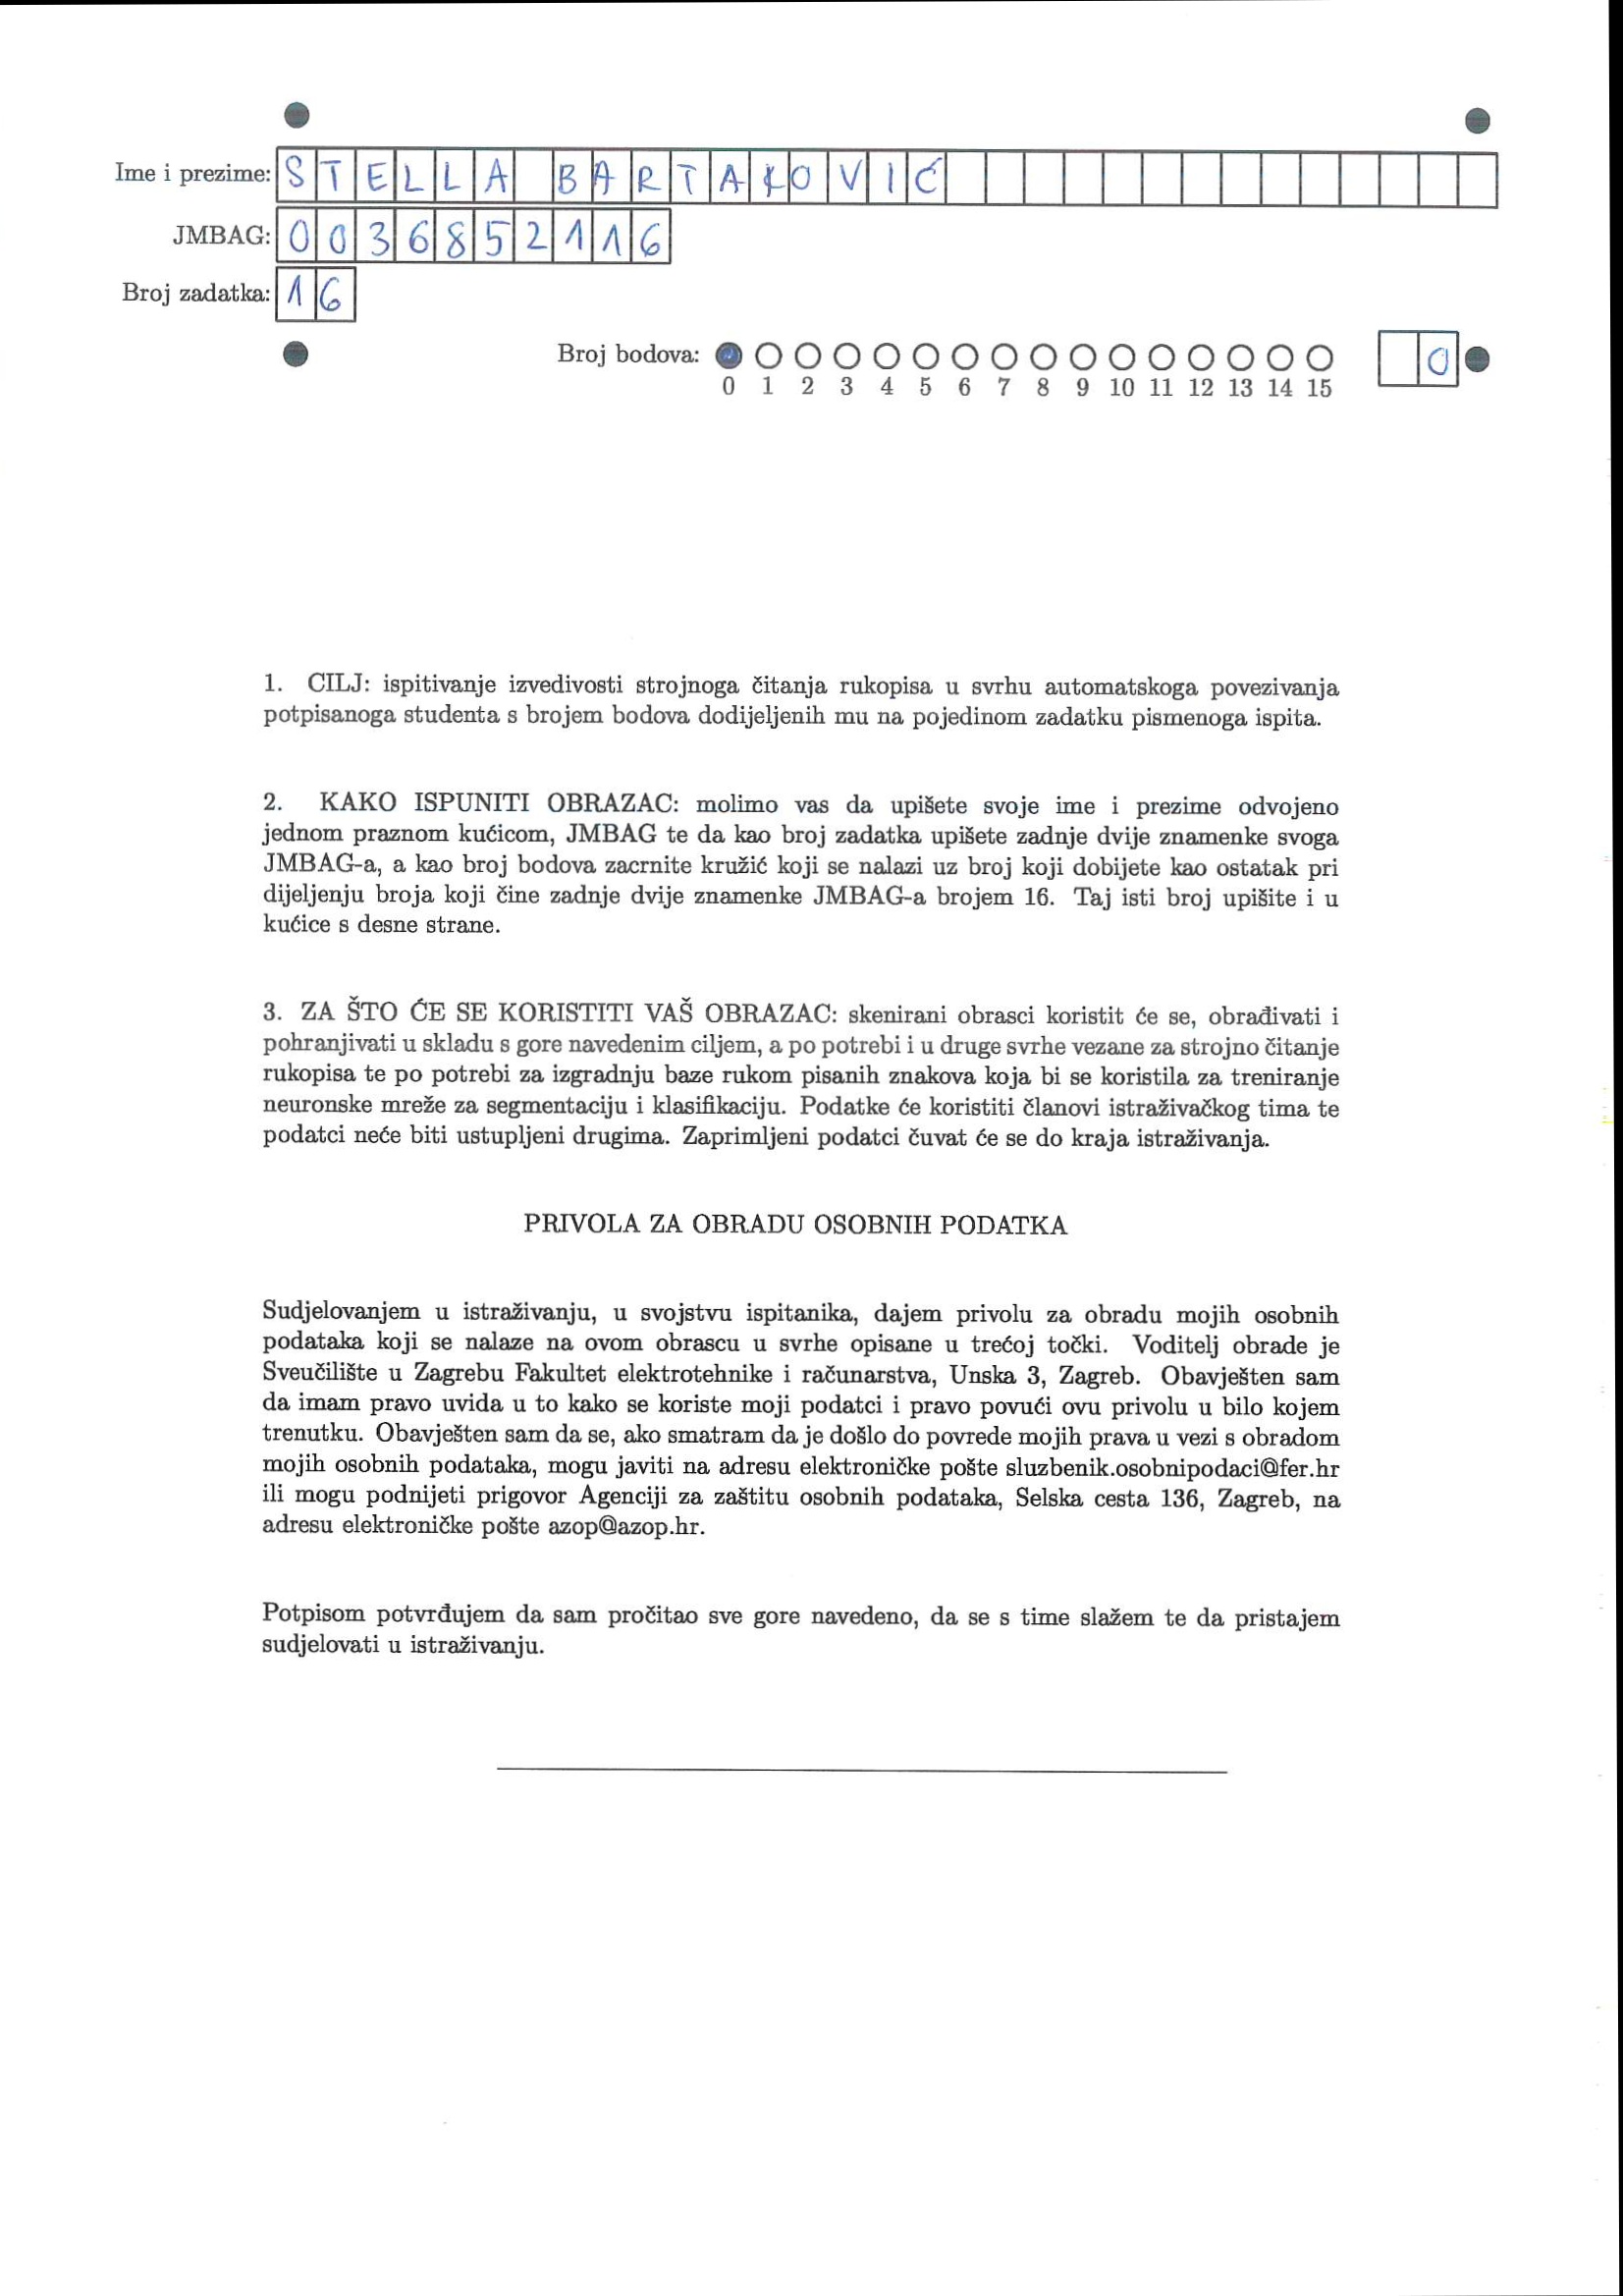 Ime i prezime: STELLA BARTAKOVIĆ
JMBAG: 0036852116
Broj zadatka: 16
Broj bodova: 0
0 1 2 3 4 5 6 7 8 9 10 11 12 13 14 15
1. CILJ: ispitivanje izvedivosti strojnoga čitanja rukopisa u svrhu automatskoga povezivanja
potpisanoga studenta s brojem bodova dodijeljenih mu na pojedinom zadatku pismenoga ispita.
2. KAKO ISPUNITI OBRAZAC: molimo vas da upišete svoje ime i prezime odvojeno
jednom praznom kućicom, JMBAG te da kao broj zadatka upišete zadnje dvije znamenke svoga
JMBAG-a, a kao broj bodova zacrnite kružić koji se nalazi uz broj koji dobijete kao ostatak pri
dijeljenju broja koji čine zadnje dvije znamenke JMBAG-a brojem 16. Taj isti broj upišite i u
kućice s desne strane.
3. ZA ŠTO ĆE SE KORISTITI VAŠ OBRAZAC: skenirani obrasci koristit će se, obrađivati i
pohranjivati u skladu s gore navedenim ciljem, a po potrebi i u druge svrhe vezane za strojno čitanje
rukopisa te po potrebi za izgradnju baze rukom pisanih znakova koja bi se koristila za treniranje
neuronske mreže za segmentaciju i klasifikaciju. Podatke će koristiti članovi istraživačkog tima te
podatci neće biti ustupljeni drugima. Zaprimljeni podatci čuvat će se do kraja istraživanja.
PRIVOLA ZA OBRADU OSOBNIH PODATKA
Sudjelovanjem u istraživanju, u svojstvu ispitanika, dajem privolu za obradu mojih osobnih
podataka koji se nalaze na ovom obrascu u svrhe opisane u trećoj točki. Voditelj obrade je
Sveučilište u Zagrebu Fakultet elektrotehnike i računarstva, Unska 3, Zagreb. Obavješten sam
da imam pravo uvida u to kako se koriste moji podatci i pravo povući ovu privolu u bilo kojem
trenutku. Obavješten sam da se, ako smatram da je došlo do povrede mojih prava u vezi s obradom
mojih osobnih podataka, mogu javiti na adresu elektroničke pošte sluzbenik.osobnipodaci@fer.hr
ili mogu podnijeti prigovor Agenciji za zaštitu osobnih podataka, Selska cesta 136, Zagreb, na
adresu elektroničke pošte azop@azop.hr.
Potpisom potvrđujem da sam pročitao sve gore navedeno, da se s time slažem te da pristajem
sudjelovati u istraživanju.